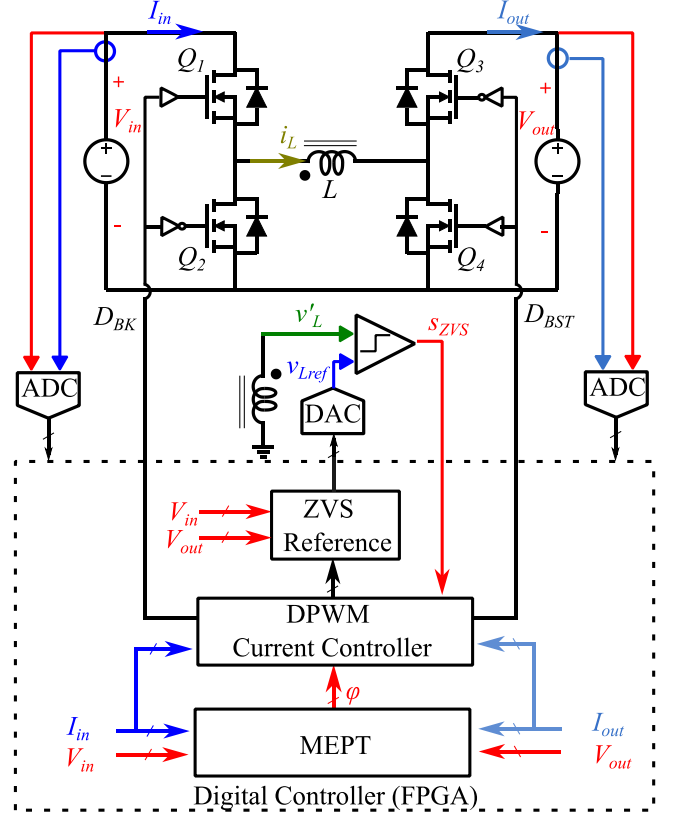 I_in I_out
Q_1 Q_3
+ +
V_in V_out
i_L
L
- -
Q_2 Q_4
D_BK D_BST
v'_L s_ZVS
v_Lref
ADC DAC ADC
V_in ZVS
V_out Reference
DPWM
Current Controller
φ
I_in I_out
V_in MEPT V_out
Digital Controller (FPGA)